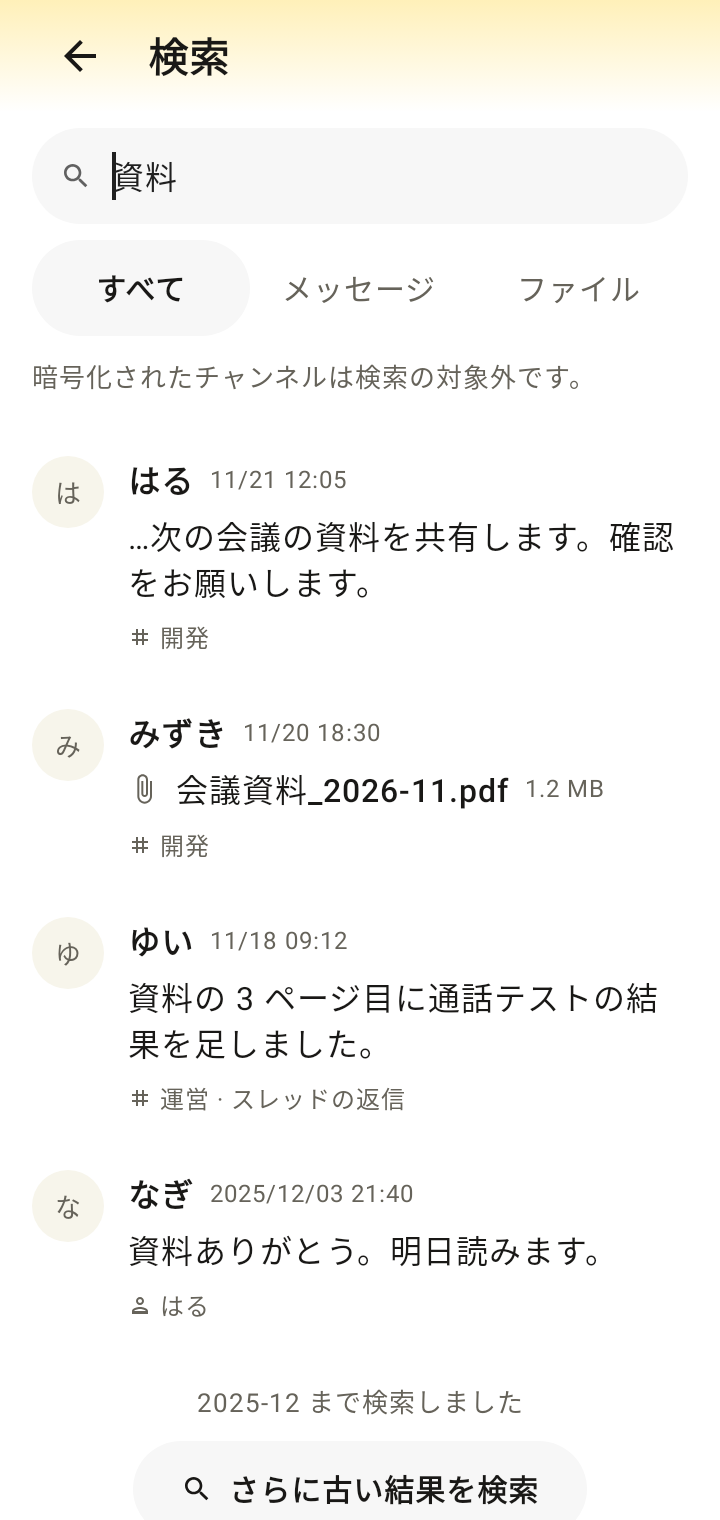 検索
資料
すべて メッセージ ファイル
暗号化されたチャンネルは検索の対象外です。
は はる 11/21 12:05
…次の会議の資料を共有します。確認
をお願いします。
# 開発
み みずき 11/20 18:30
会議資料_2026-11.pdf 1.2 MB
# 開発
ゆ ゆい 11/18 09:12
資料の 3 ページ目に通話テストの結
果を足しました。
# 運営 · スレッドの返信
な なぎ 2025/12/03 21:40
資料ありがとう。明日読みます。
はる
2025-12 まで検索しました
さらに古い結果を検索